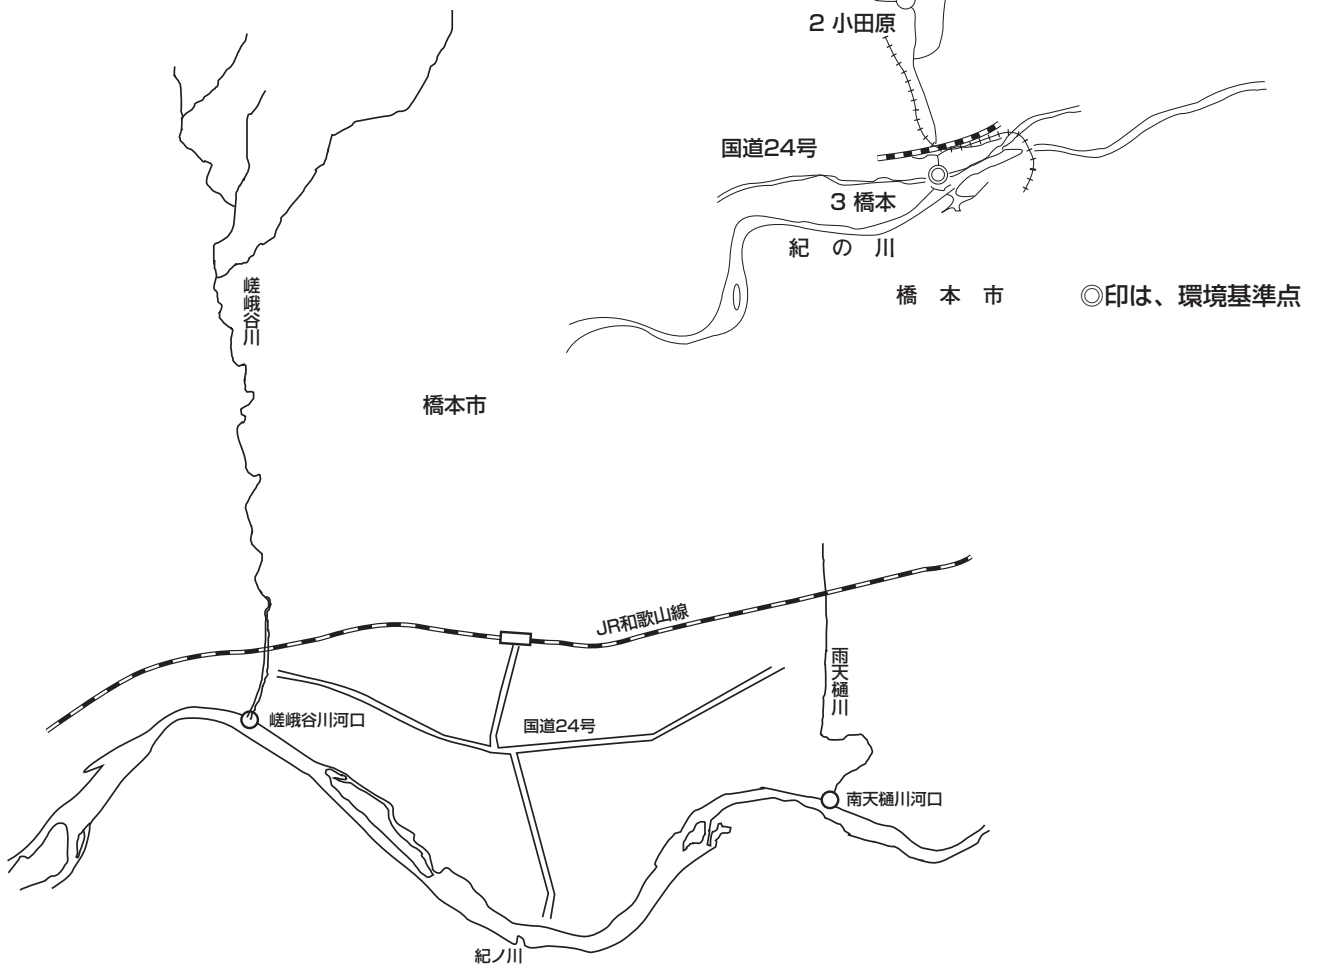 2 小田原
国道24号
3 橋本
紀の川
橋本市
◎印は、環境基準点
嵯峨谷川
橋本市
JR和歌山線
雨天樋川
嵯峨谷川河口
国道24号
南天樋川河口
紀ノ川